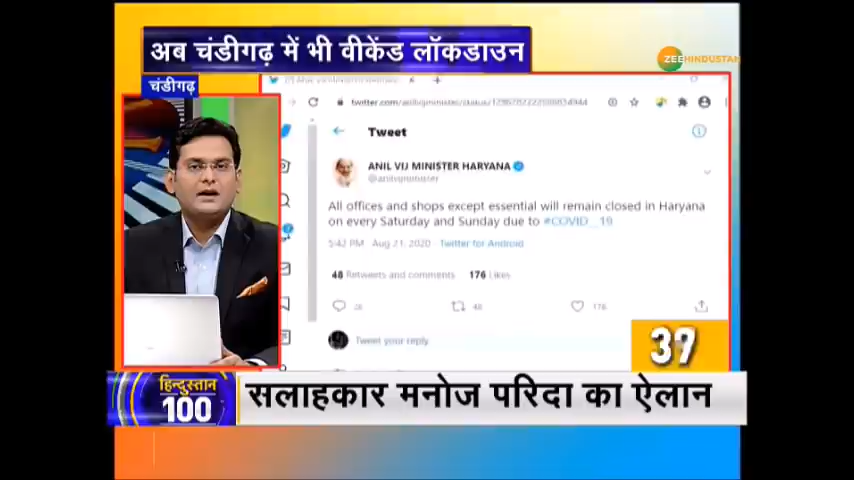 अब चंडीगढ़ में भी वीकेंड लॉकडाउन
ZEE HINDUSTAN
चंडीगढ़
Tweet
ANIL VIJ MINISTER HARYANA
@anilvijminister
All offices and shops except essential will remain closed in Haryana
on every Saturday and Sunday due to #COVID__19
5:42 PM Aug 21, 2020 Twitter for Android
48 Retweets and comments 176 Likes
28 48 176
Tweet your reply
37
हिन्दुस्तान
100
सलाहकार मनोज परिदा का ऐलान